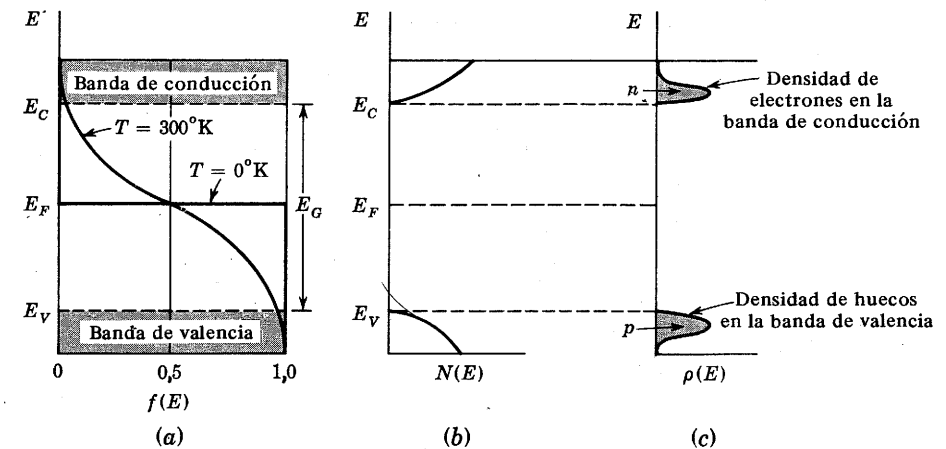 E
Banda de conducción
E_C
T = 300°K
T = 0°K
E_F
E_G
E_V
Banda de valencia
0
0,5
1,0
f(E)
(a)
E
E_C
E_F
E_V
N(E)
(b)
E
n
Densidad de
electrones en la
banda de conducción
Densidad de huecos
en la banda de valencia
p
ρ(E)
(c)